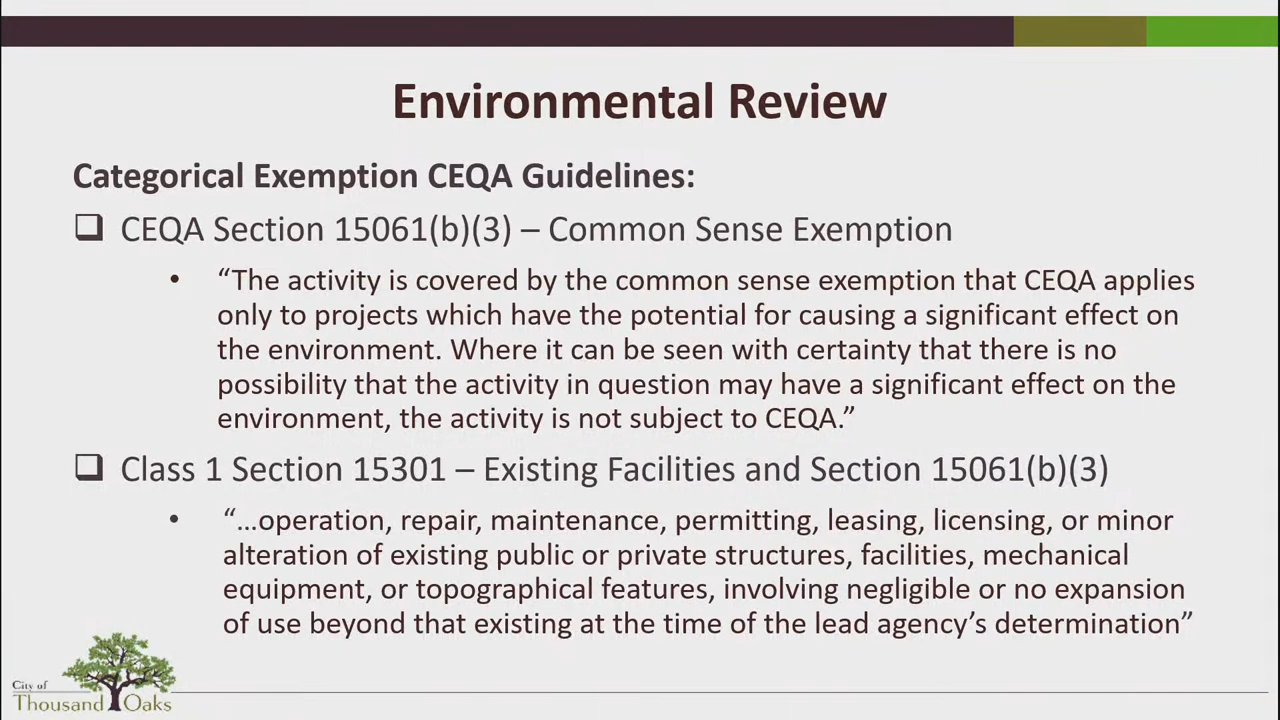 Environmental Review
Categorical Exemption CEQA Guidelines:
❑ CEQA Section 15061(b)(3) – Common Sense Exemption
• “The activity is covered by the common sense exemption that CEQA applies
only to projects which have the potential for causing a significant effect on
the environment. Where it can be seen with certainty that there is no
possibility that the activity in question may have a significant effect on the
environment, the activity is not subject to CEQA.”
❑ Class 1 Section 15301 – Existing Facilities and Section 15061(b)(3)
• “…operation, repair, maintenance, permitting, leasing, licensing, or minor
alteration of existing public or private structures, facilities, mechanical
equipment, or topographical features, involving negligible or no expansion
of use beyond that existing at the time of the lead agency’s determination”
City of
Thousand Oaks